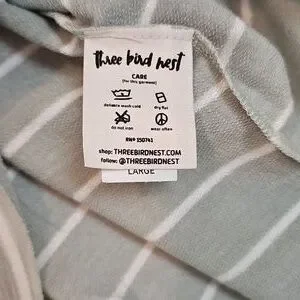 three bird nest
CARE
(for this garment)
delicate wash cold dry flat
do not iron wear often
RN# 150741
shop: THREEBIRDNEST.COM
follow: @THREEBIRDNEST
LARGE